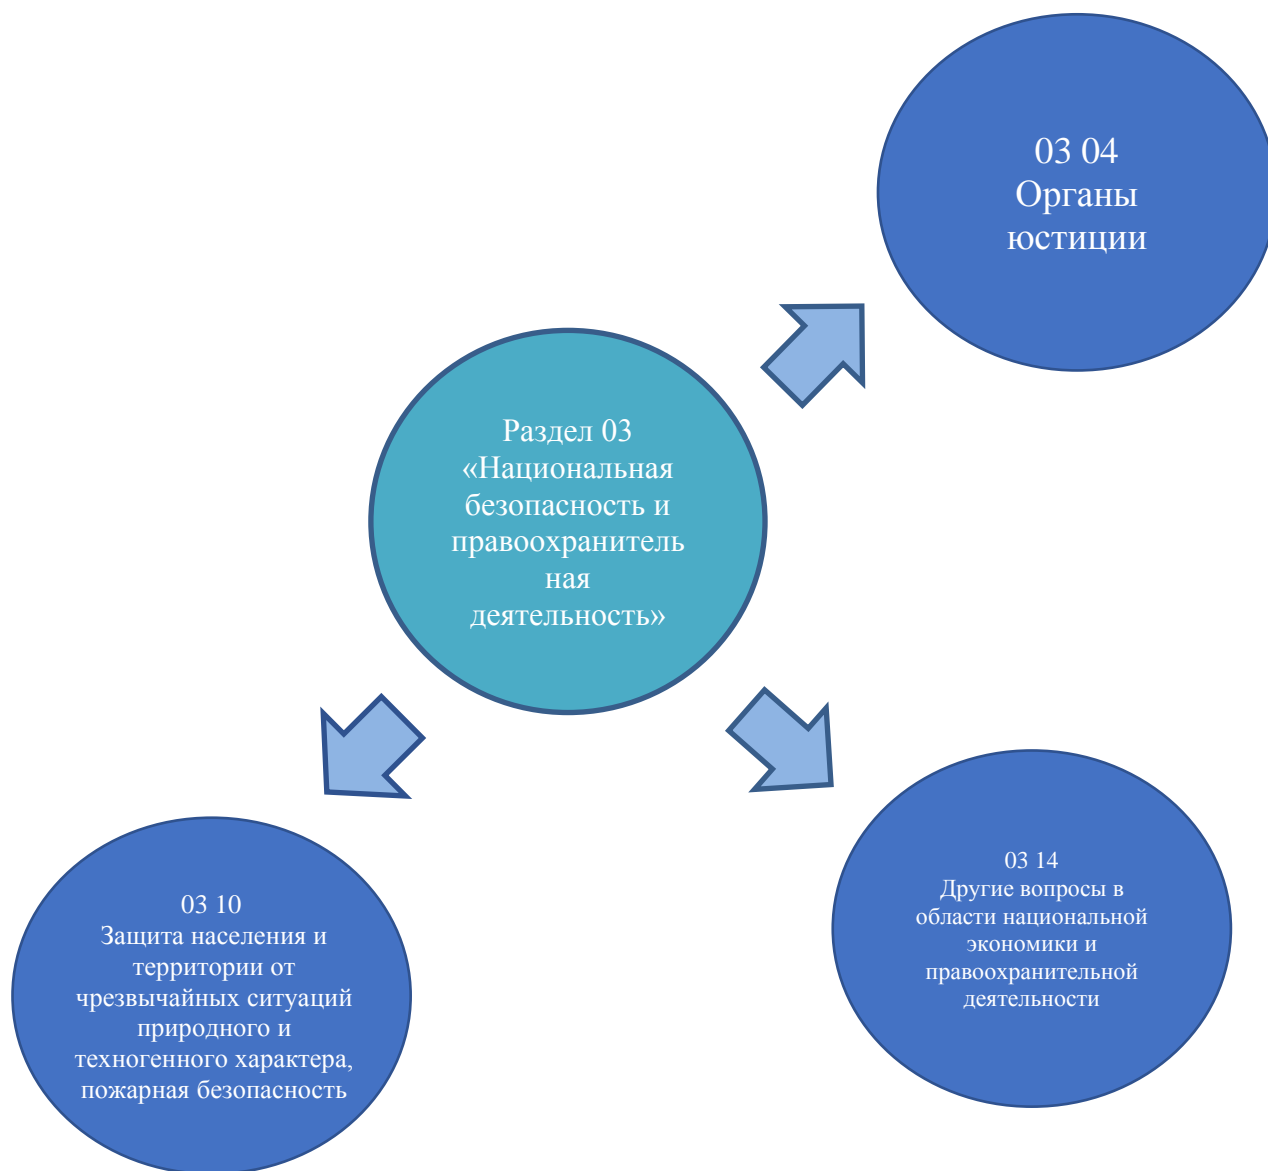 03 04
Органы
юстиции
Раздел 03
«Национальная
безопасность и
правоохранитель
ная
деятельность»
03 14
Другие вопросы в
области национальной
экономики и
правоохранительной
деятельности
03 10
Защита населения и
территории от
чрезвычайных ситуаций
природного и
техногенного характера,
пожарная безопасность